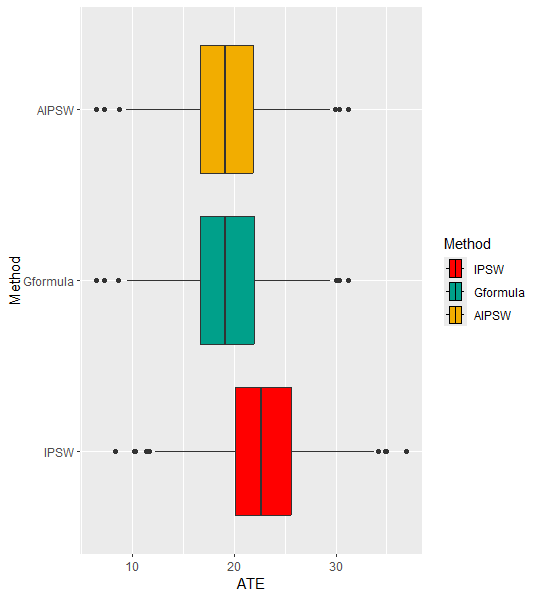 AIPSW
Gformula
IPSW
Method
10 20 30
ATE
Method
IPSW
Gformula
AIPSW